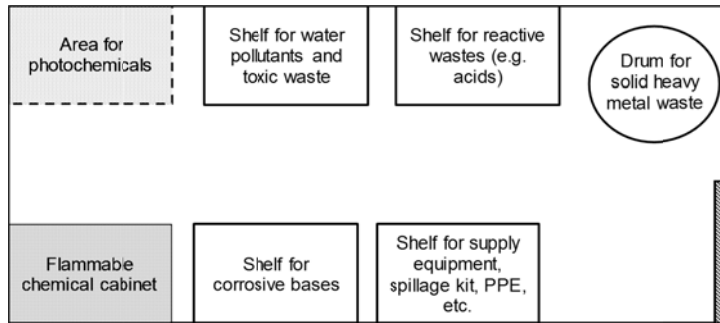 Area for
photochemicals
Shelf for water
pollutants and
toxic waste
Shelf for reactive
wastes (e.g.
acids)
Drum for
solid heavy
metal waste
Flammable
chemical cabinet
Shelf for
corrosive bases
Shelf for supply
equipment,
spillage kit, PPE,
etc.